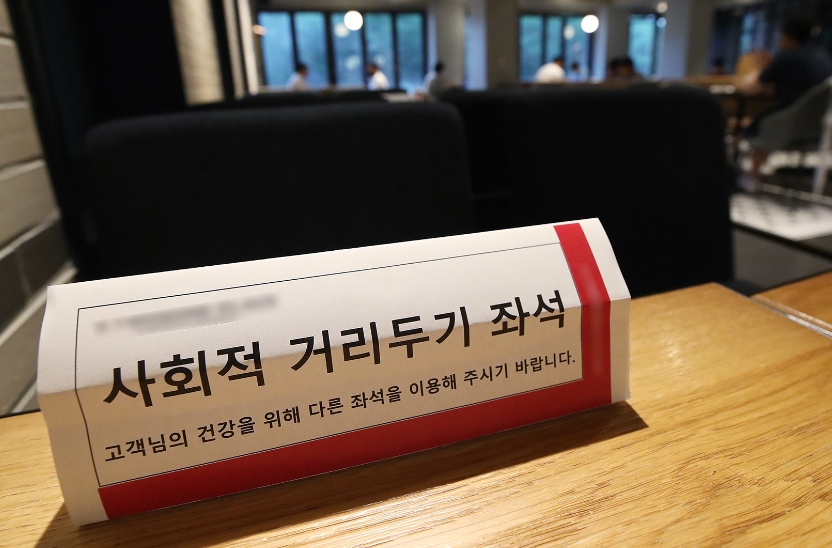 사회적 거리두기 좌석
고객님의 건강을 위해 다른 좌석을 이용해 주시기 바랍니다.